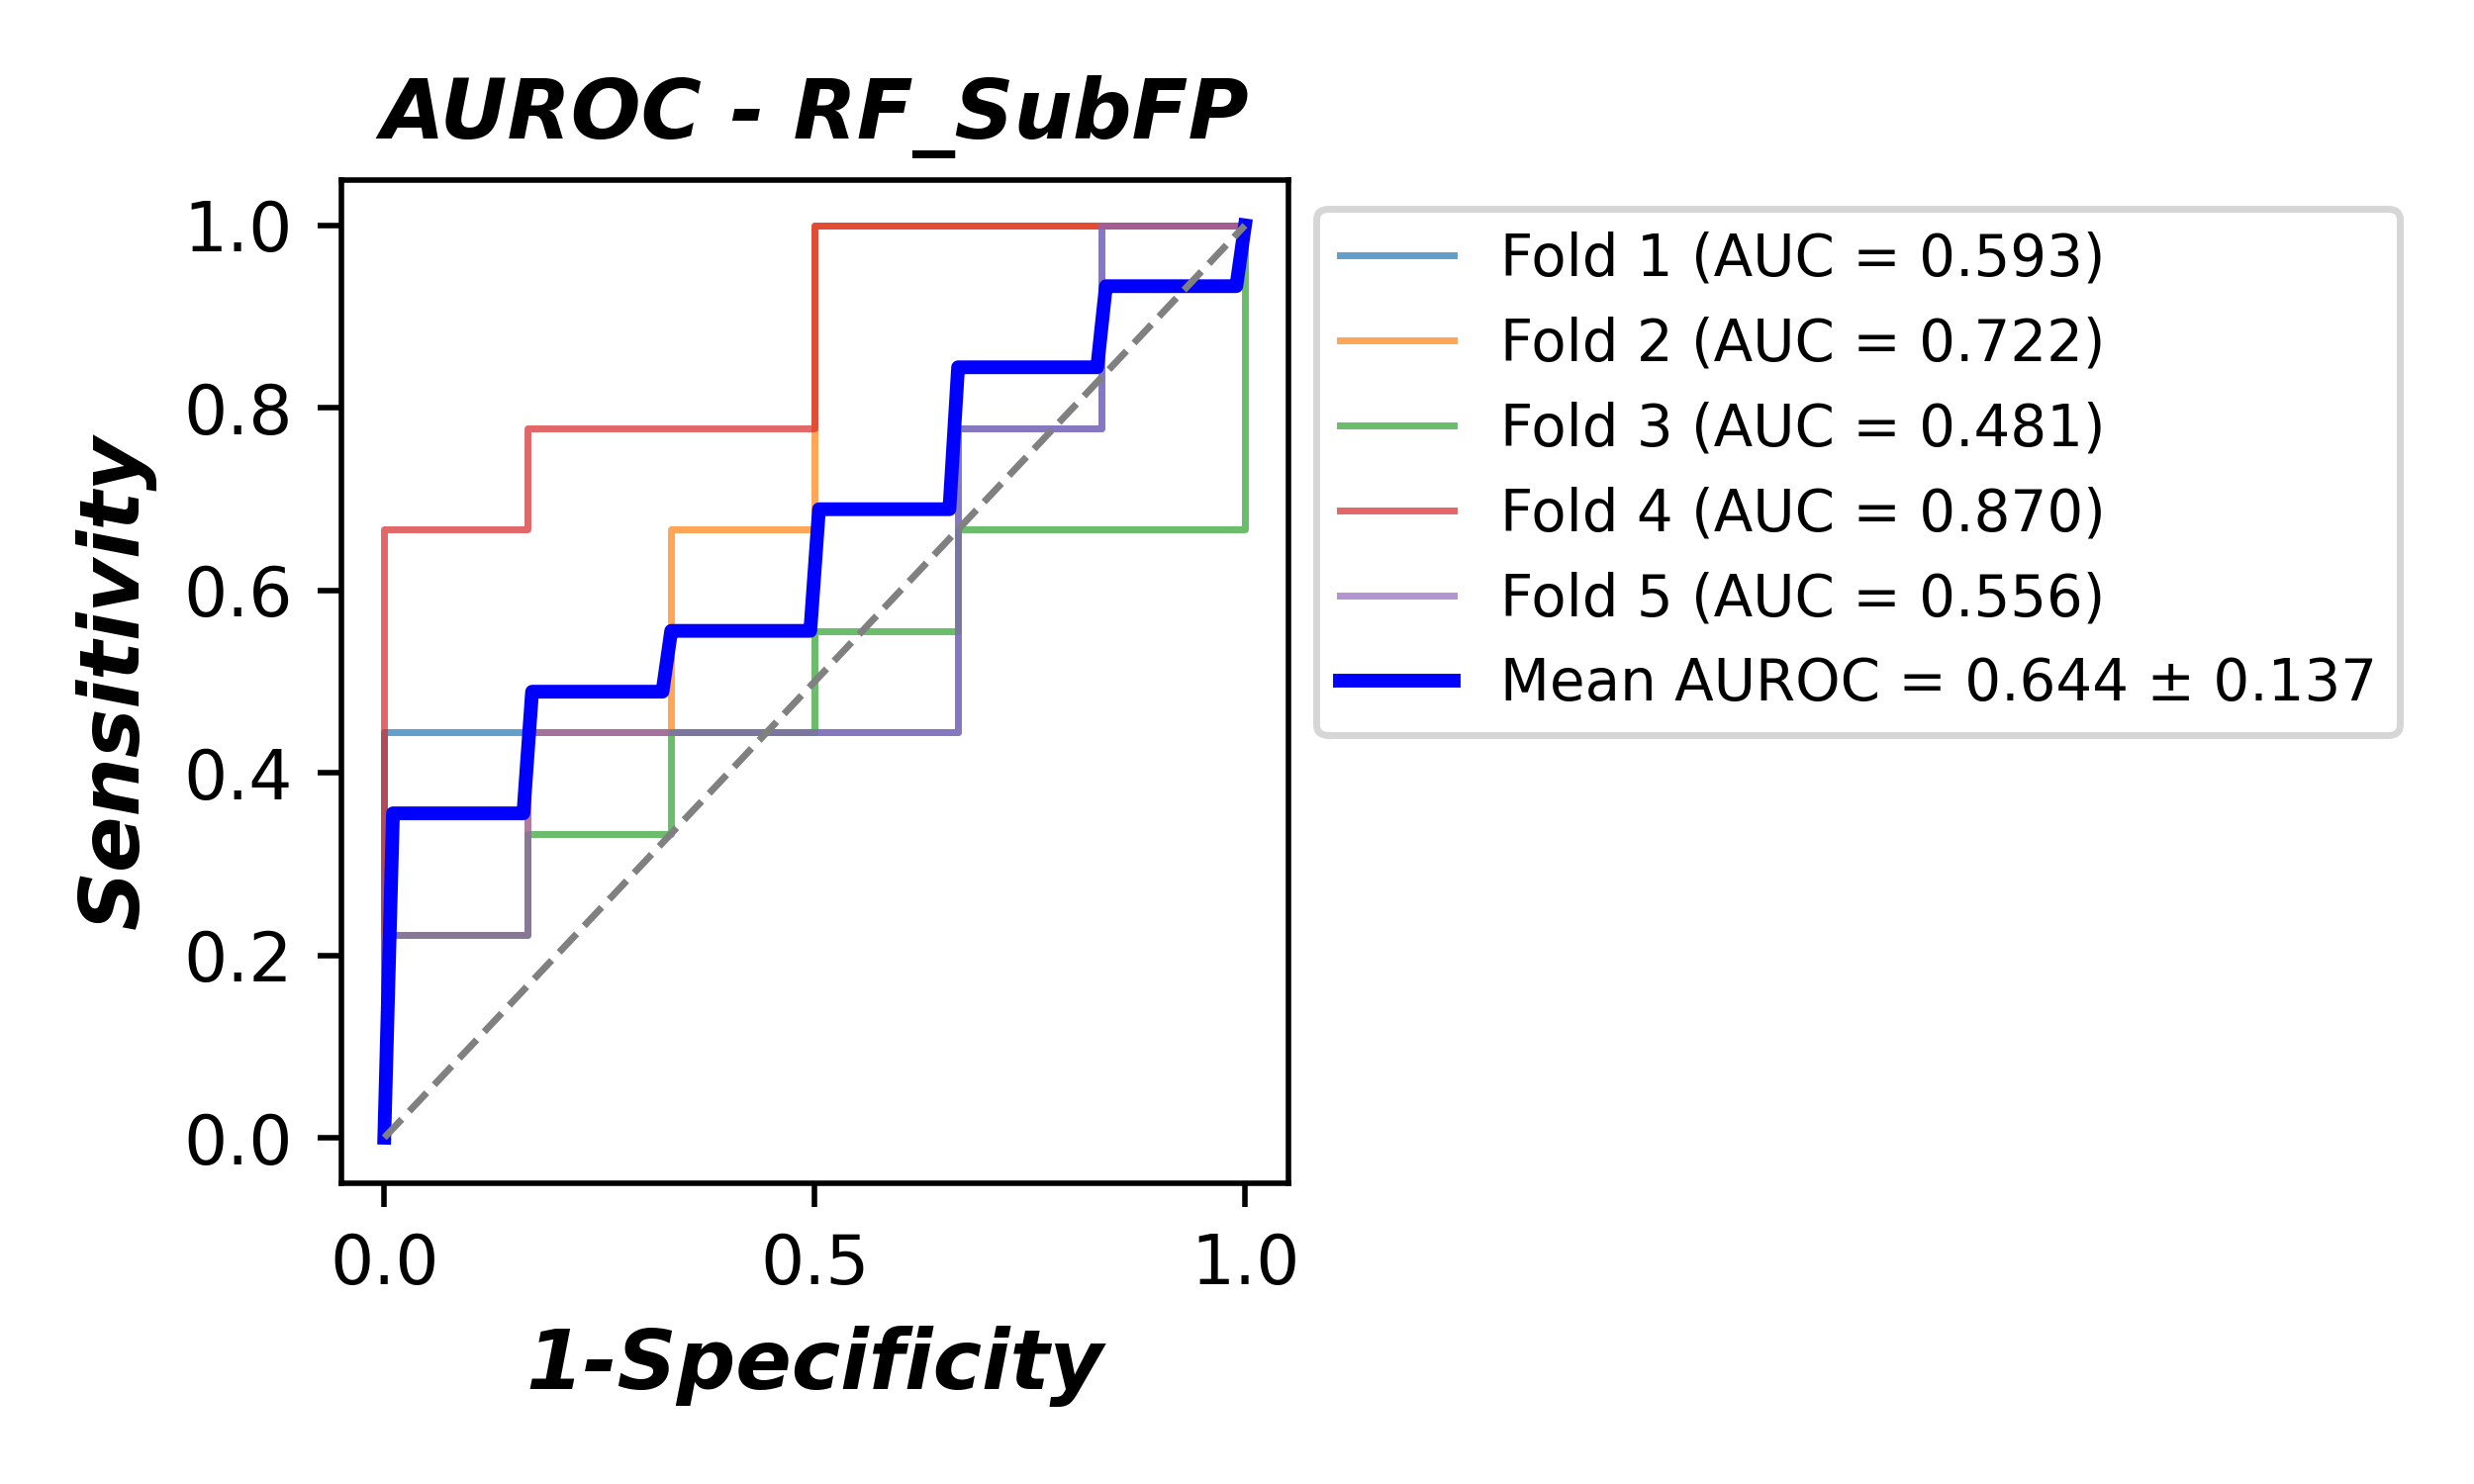 AUROC - RF_SubFP
1.0
0.8
0.6
0.4
0.2
0.0
Sensitivity
0.0 0.5 1.0
1-Specificity
Fold 1 (AUC = 0.593)
Fold 2 (AUC = 0.722)
Fold 3 (AUC = 0.481)
Fold 4 (AUC = 0.870)
Fold 5 (AUC = 0.556)
Mean AUROC = 0.644 ± 0.137